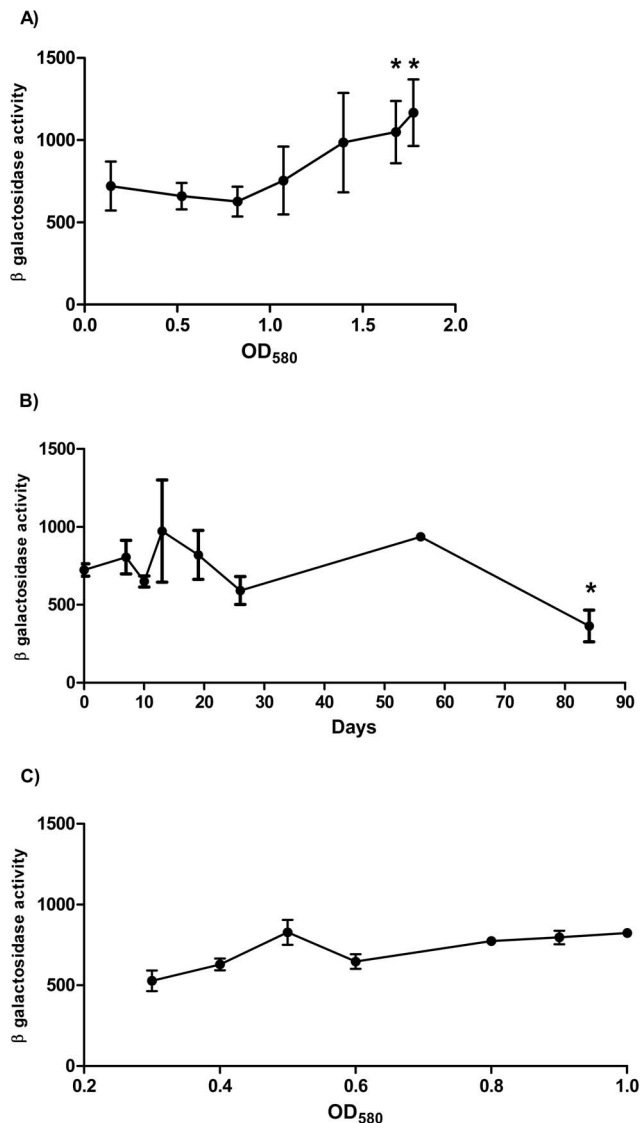 A)
1500
* *
1000
500
0
β galactosidase activity
0.0 0.5 1.0 1.5 2.0
OD580
B)
1500
1000
500
*
0
β galactosidase activity
0 10 20 30 40 50 60 70 80 90
Days
C)
1500
1000
500
0
β galactosidase activity
0.2 0.4 0.6 0.8 1.0
OD580